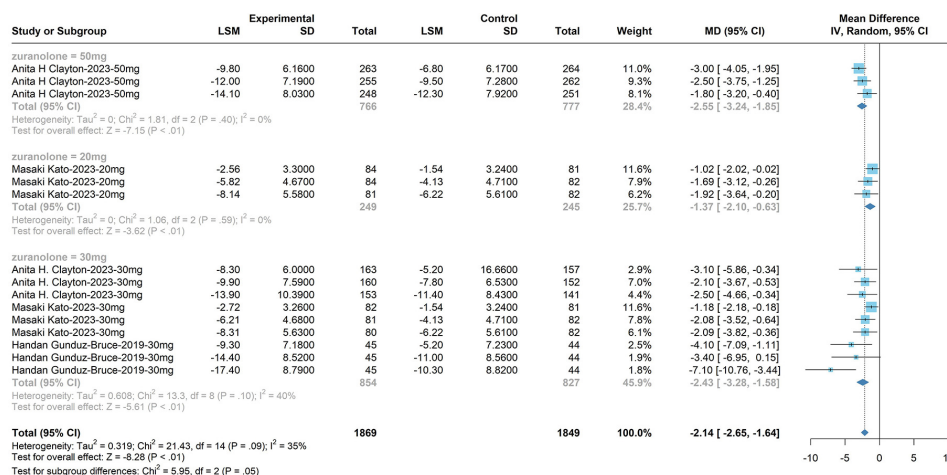 Experimental Control Mean Difference
Study or Subgroup LSM SD Total LSM SD Total Weight MD (95% CI) IV, Random, 95% CI
zuranolone = 50mg
Anita H Clayton-2023-50mg -9.80 6.1600 263 -6.80 6.1700 264 11.0% -3.00 [ -4.05, -1.95]
Anita H Clayton-2023-50mg -12.00 7.1900 255 -9.50 7.2800 262 9.3% -2.50 [ -3.75, -1.25]
Anita H Clayton-2023-50mg -14.10 8.0300 248 -12.30 7.9200 251 8.1% -1.80 [ -3.20, -0.40]
Total (95% CI) 766 777 28.4% -2.55 [ -3.24, -1.85]
Heterogeneity: Tau² = 0; Chi² = 1.81, df = 2 (P = .40); I² = 0%
Test for overall effect: Z = -7.15 (P < .01)
zuranolone = 20mg
Masaki Kato-2023-20mg -2.56 3.3000 84 -1.54 3.2400 81 11.6% -1.02 [ -2.02, -0.02]
Masaki Kato-2023-20mg -5.82 4.6700 84 -4.13 4.7100 82 7.9% -1.69 [ -3.12, -0.26]
Masaki Kato-2023-20mg -8.14 5.5800 81 -6.22 5.6100 82 6.2% -1.92 [ -3.64, -0.20]
Total (95% CI) 249 245 25.7% -1.37 [ -2.10, -0.63]
Heterogeneity: Tau² = 0; Chi² = 1.06, df = 2 (P = .59); I² = 0%
Test for overall effect: Z = -3.62 (P < .01)
zuranolone = 30mg
Anita H. Clayton-2023-30mg -8.30 6.0000 163 -5.20 16.6600 157 2.9% -3.10 [ -5.86, -0.34]
Anita H. Clayton-2023-30mg -9.90 7.5900 160 -7.80 6.5300 152 7.0% -2.10 [ -3.67, -0.53]
Anita H. Clayton-2023-30mg -13.90 10.3900 153 -11.40 8.4300 141 4.4% -2.50 [ -4.66, -0.34]
Masaki Kato-2023-30mg -2.72 3.2600 82 -1.54 3.2400 81 11.7% -1.18 [ -2.18, -0.18]
Masaki Kato-2023-30mg -6.21 4.6800 81 -4.13 4.7100 82 7.8% -2.08 [ -3.52, -0.64]
Masaki Kato-2023-30mg -8.31 5.6300 80 -6.22 5.6100 82 6.2% -2.09 [ -3.82, -0.36]
Handan Gunduz-Bruce-2019-30mg -9.30 7.1800 45 -5.20 7.2300 44 2.5% -4.10 [ -7.09, -1.11]
Handan Gunduz-Bruce-2019-30mg -14.40 8.5200 45 -11.00 8.5600 44 1.9% -3.40 [ -6.95, 0.15]
Handan Gunduz-Bruce-2019-30mg -17.40 8.7900 45 -10.30 8.8200 44 1.8% -7.10 [-10.76, -3.44]
Total (95% CI) 854 827 45.9% -2.43 [ -3.28, -1.58]
Heterogeneity: Tau² = 0.608; Chi² = 13.3, df = 8 (P = .10); I² = 40%
Test for overall effect: Z = -5.61 (P < .01)
Total (95% CI) 1869 1849 100.0% -2.14 [ -2.65, -1.64]
Heterogeneity: Tau² = 0.319; Chi² = 21.43, df = 14 (P = .09); I² = 35%
Test for overall effect: Z = -8.28 (P < .01)
Test for subgroup differences: Chi² = 5.95, df = 2 (P = .05)
-10 -5 0 5